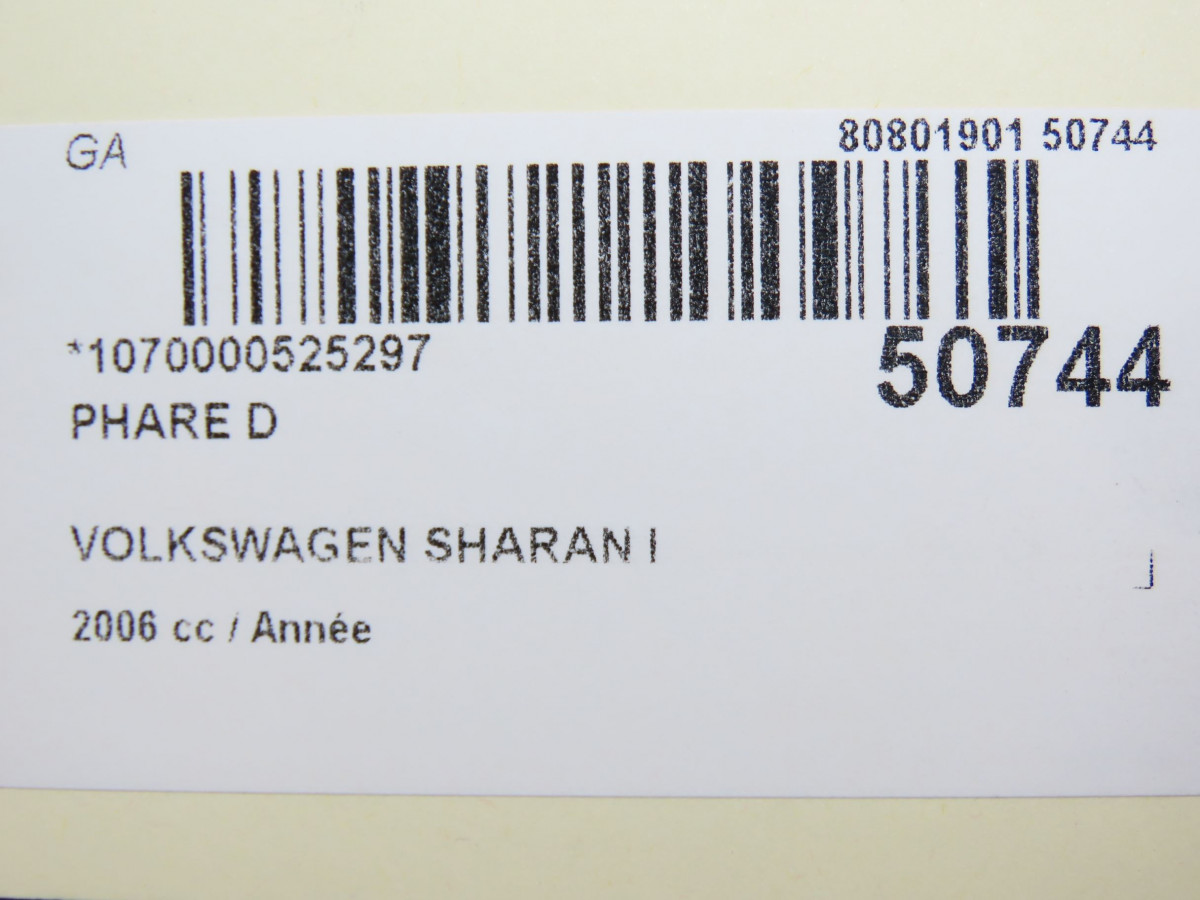 GA
80801901 50744
*1070000525297
50744
PHARE D
VOLKSWAGEN SHARAN I
2006 cc / Année